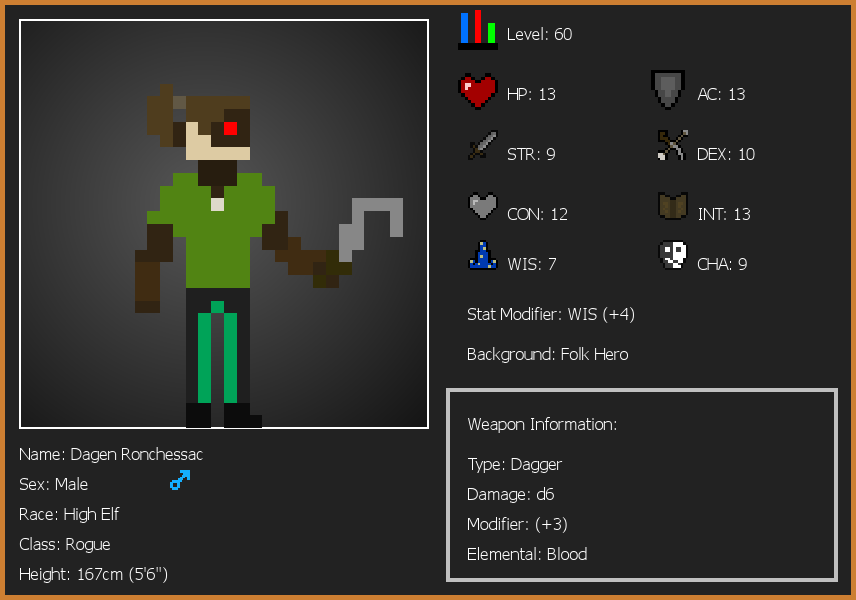 Level: 60
HP: 13
AC: 13
STR: 9
DEX: 10
CON: 12
INT: 13
WIS: 7
CHA: 9
Stat Modifier: WIS (+4)
Background: Folk Hero
Weapon Information:
Type: Dagger
Damage: d6
Modifier: (+3)
Elemental: Blood
Name: Dagen Ronchessac
Sex: Male
Race: High Elf
Class: Rogue
Height: 167cm (5'6")